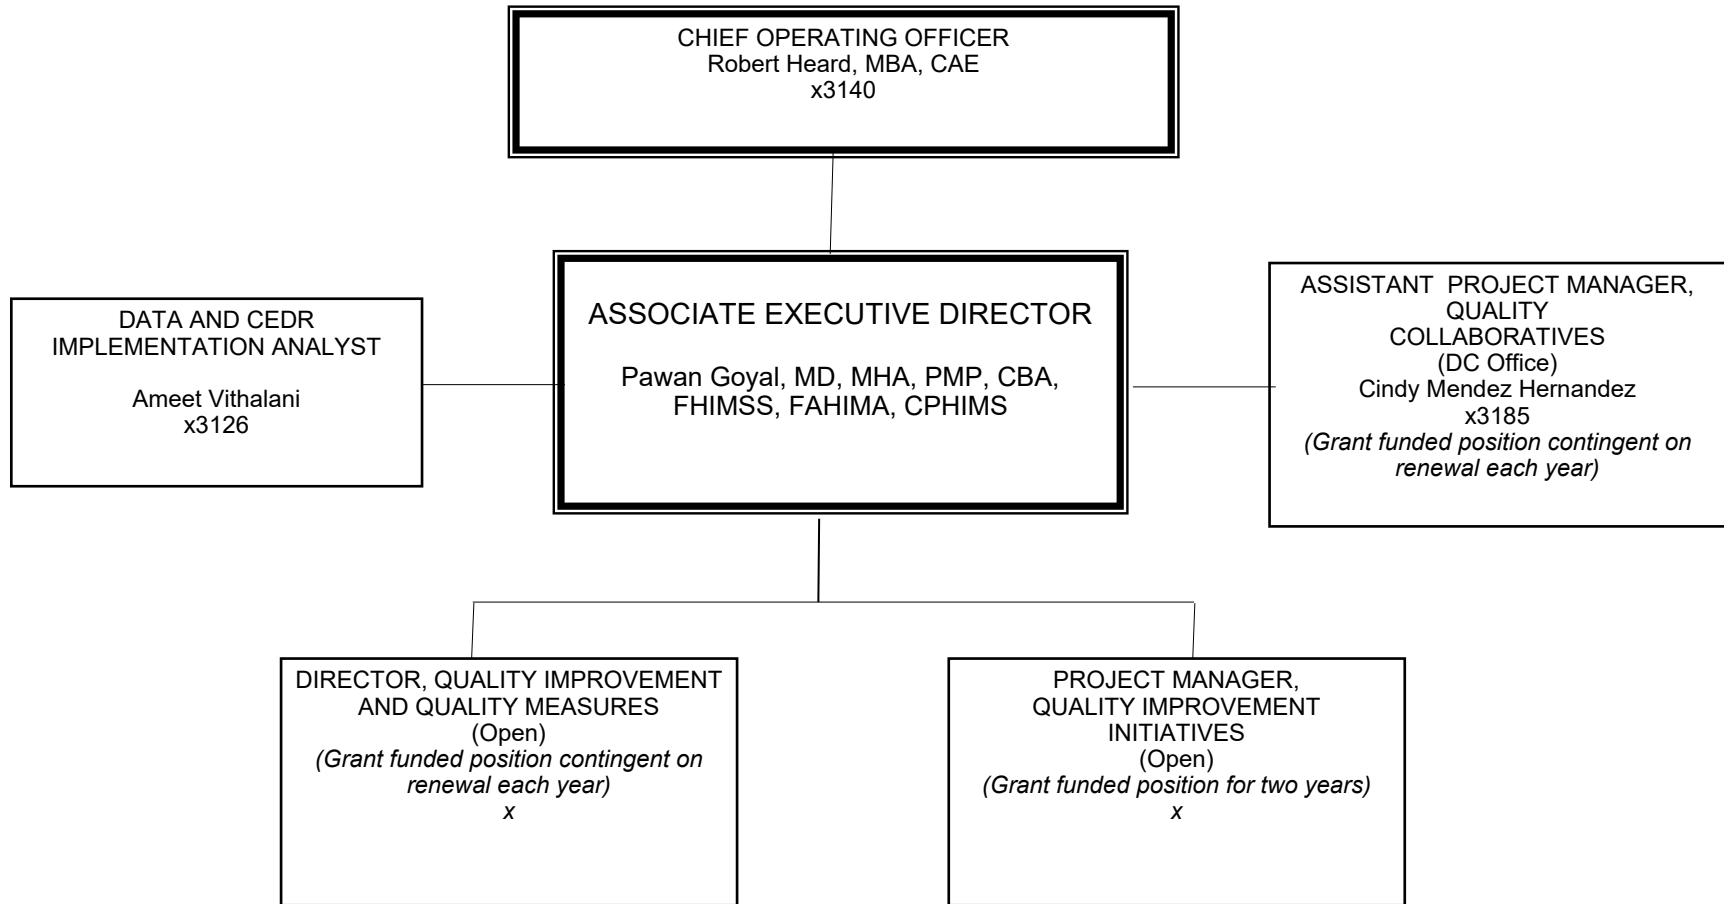 CHIEF OPERATING OFFICER
Robert Heard, MBA, CAE
x3140
DATA AND CEDR
IMPLEMENTATION ANALYST
Ameet Vithalani
x3126
ASSOCIATE EXECUTIVE DIRECTOR
Pawan Goyal, MD, MHA, PMP, CBA,
FHIMSS, FAHIMA, CPHIMS
ASSISTANT  PROJECT MANAGER,
QUALITY
COLLABORATIVES
(DC Office)
Cindy Mendez Hernandez
x3185
(Grant funded position contingent on
renewal each year)
DIRECTOR, QUALITY IMPROVEMENT
AND QUALITY MEASURES
(Open)
(Grant funded position contingent on
renewal each year)
x
PROJECT MANAGER,
QUALITY IMPROVEMENT
INITIATIVES
(Open)
(Grant funded position for two years)
x